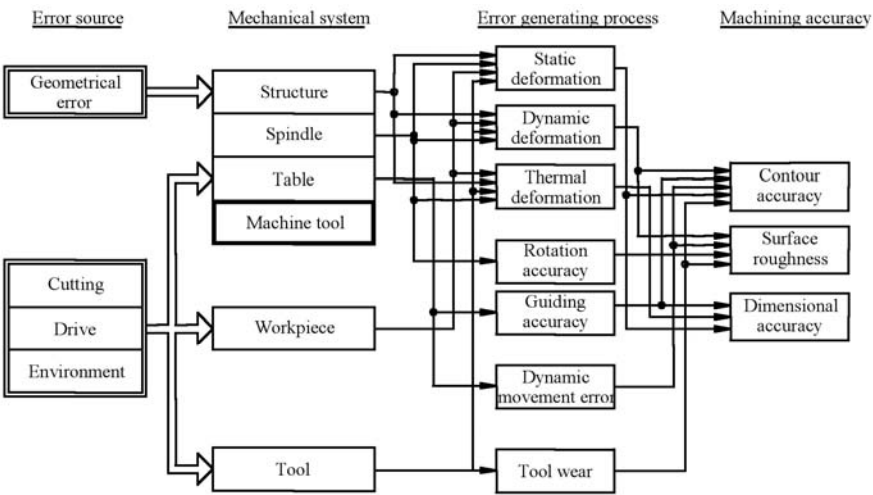 Error source
Mechanical system
Error generating process
Machining accuracy
Geometrical
error
Cutting
Drive
Environment
Structure
Spindle
Table
Machine tool
Workpiece
Tool
Static
deformation
Dynamic
deformation
Thermal
deformation
Rotation
accuracy
Guiding
accuracy
Dynamic
movement error
Tool wear
Contour
accuracy
Surface
roughness
Dimensional
accuracy